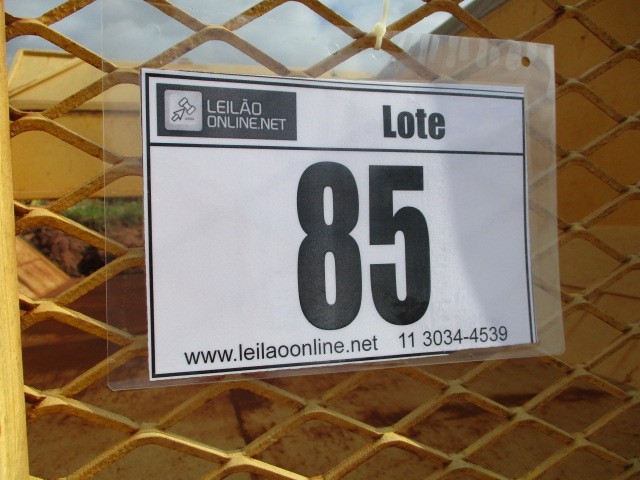 LEILÃO
ONLINE.NET
Lote
85
www.leilaoonline.net 11 3034-4539